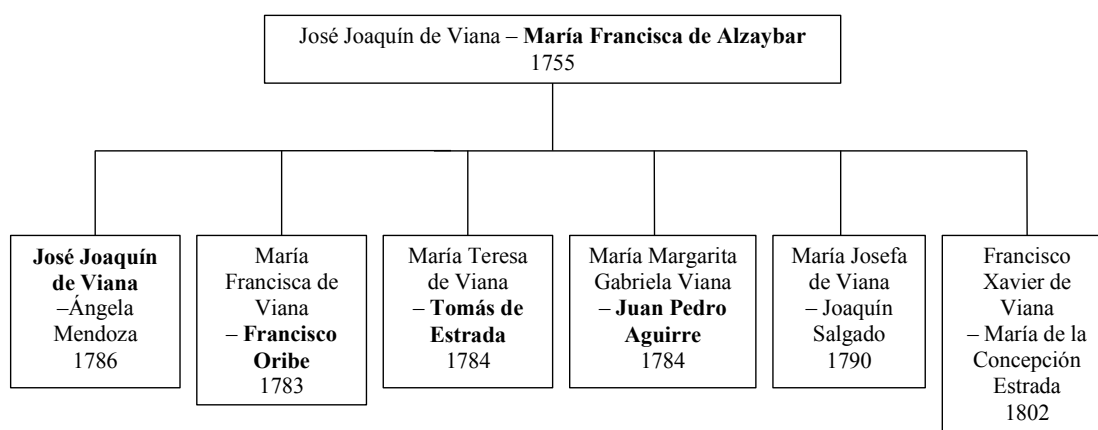 José Joaquín de Viana – María Francisca de Alzaybar
1755
José Joaquín
de Viana
–Ángela
Mendoza
1786
María
Francisca de
Viana
– Francisco
Oribe
1783
María Teresa
de Viana
– Tomás de
Estrada
1784
María Margarita
Gabriela Viana
– Juan Pedro
Aguirre
1784
María Josefa
de Viana
– Joaquín
Salgado
1790
Francisco
Xavier de
Viana
– María de la
Concepción
Estrada
1802